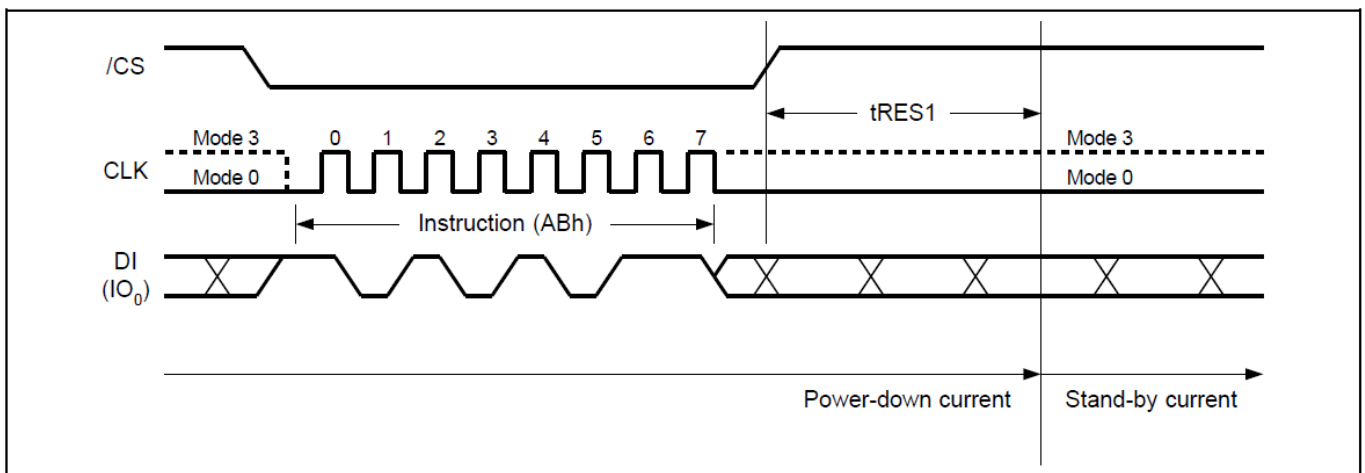 /CS
tRES1
Mode 3 0 1 2 3 4 5 6 7 Mode 3
CLK
Mode 0 Mode 0
Instruction (ABh)
DI
(IO₀)
Power-down current Stand-by current